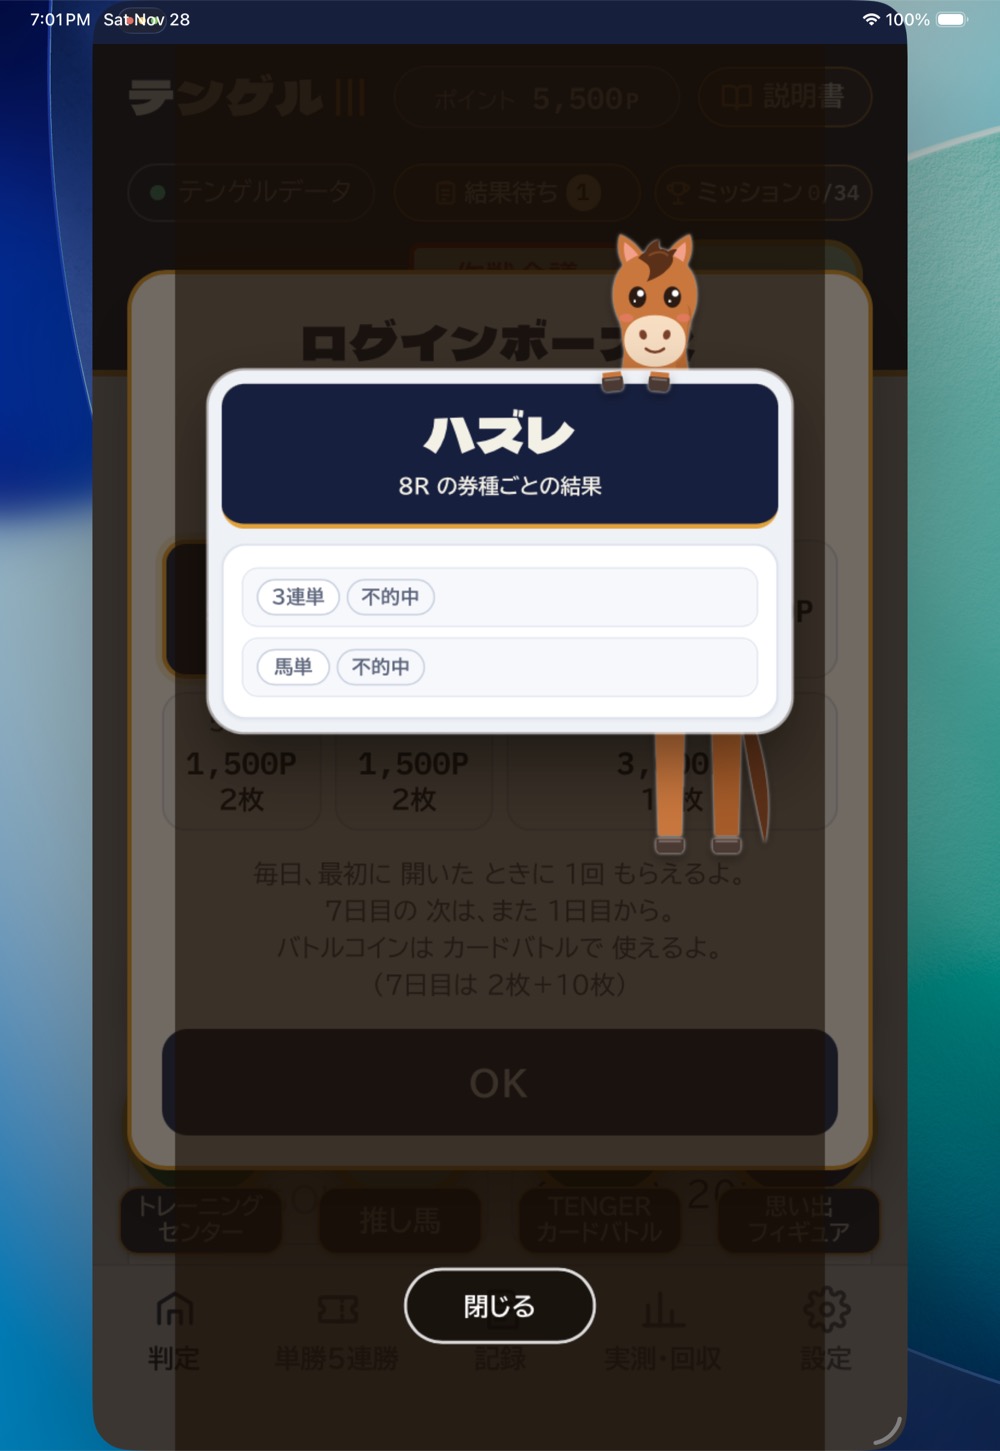 7:01PM Sat Nov 28
100%
テンゲルIII
ポイント 5,500P
説明書
テンゲルデータ
結果待ち 1
ミッション 0/34
ハズレ
8R の券種ごとの結果
3連単 不的中
馬単 不的中
P
1,500P
1,500P
2枚
2枚
毎日、最初に 開いた ときに 1回 もらえるよ。
7日目の 次は、また 1日目から。
バトルコインは カードバトルで 使えるよ。
（7日目は 2枚＋10枚）
OK
トレーニング
センター
推し馬
TENGER
カードバトル
思い出
フィギュア
閉じる
判定
単勝5連勝
記録
実測・回収
設定